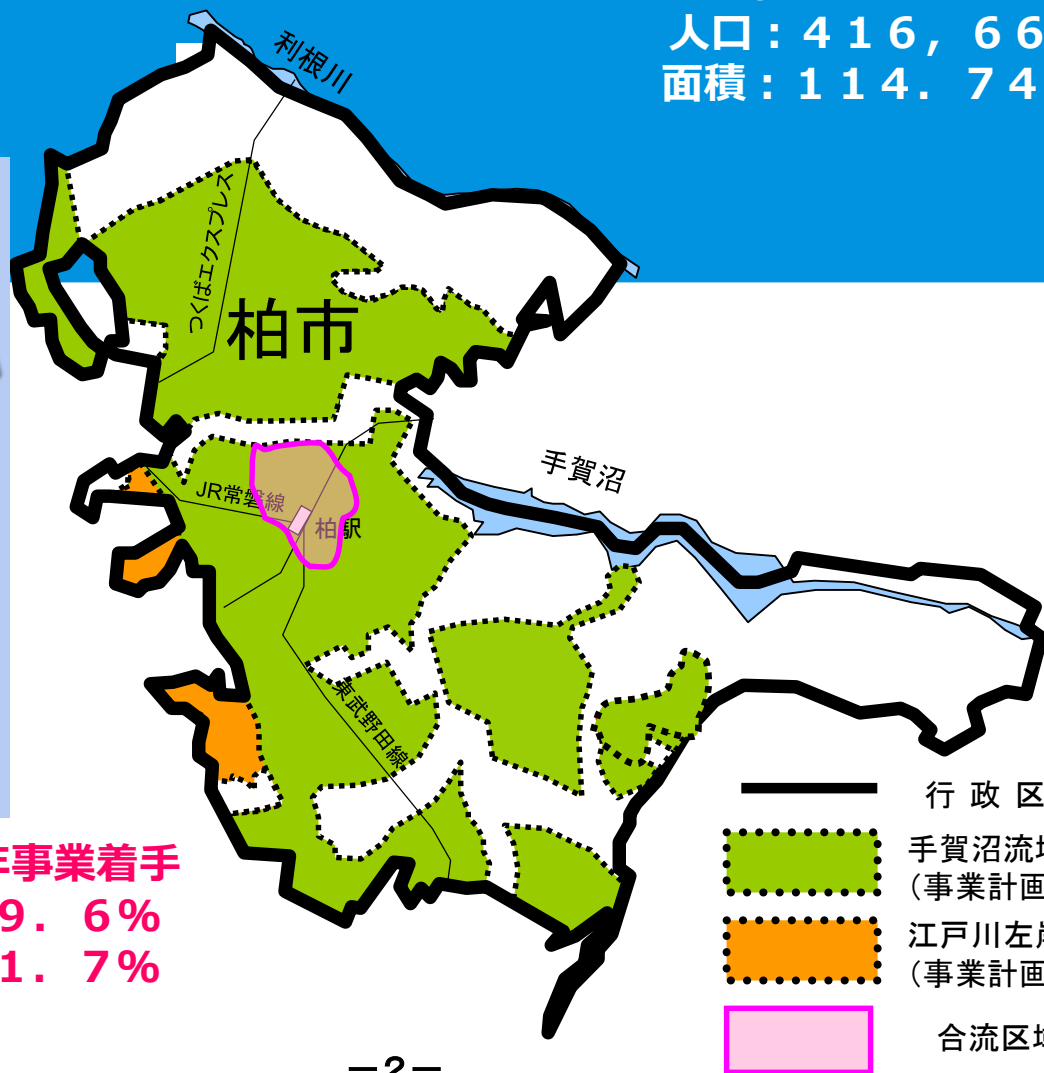 人口：４１６，６６
面積：１１４．７４
利根川
つくばエクスプレス
柏市
手賀沼
JR常磐線
柏駅
東武野田線
行 政 区
手賀沼流域
（事業計画
江戸川左岸
（事業計画
合流区域
年事業着手
９．６％
１．７％
－2－